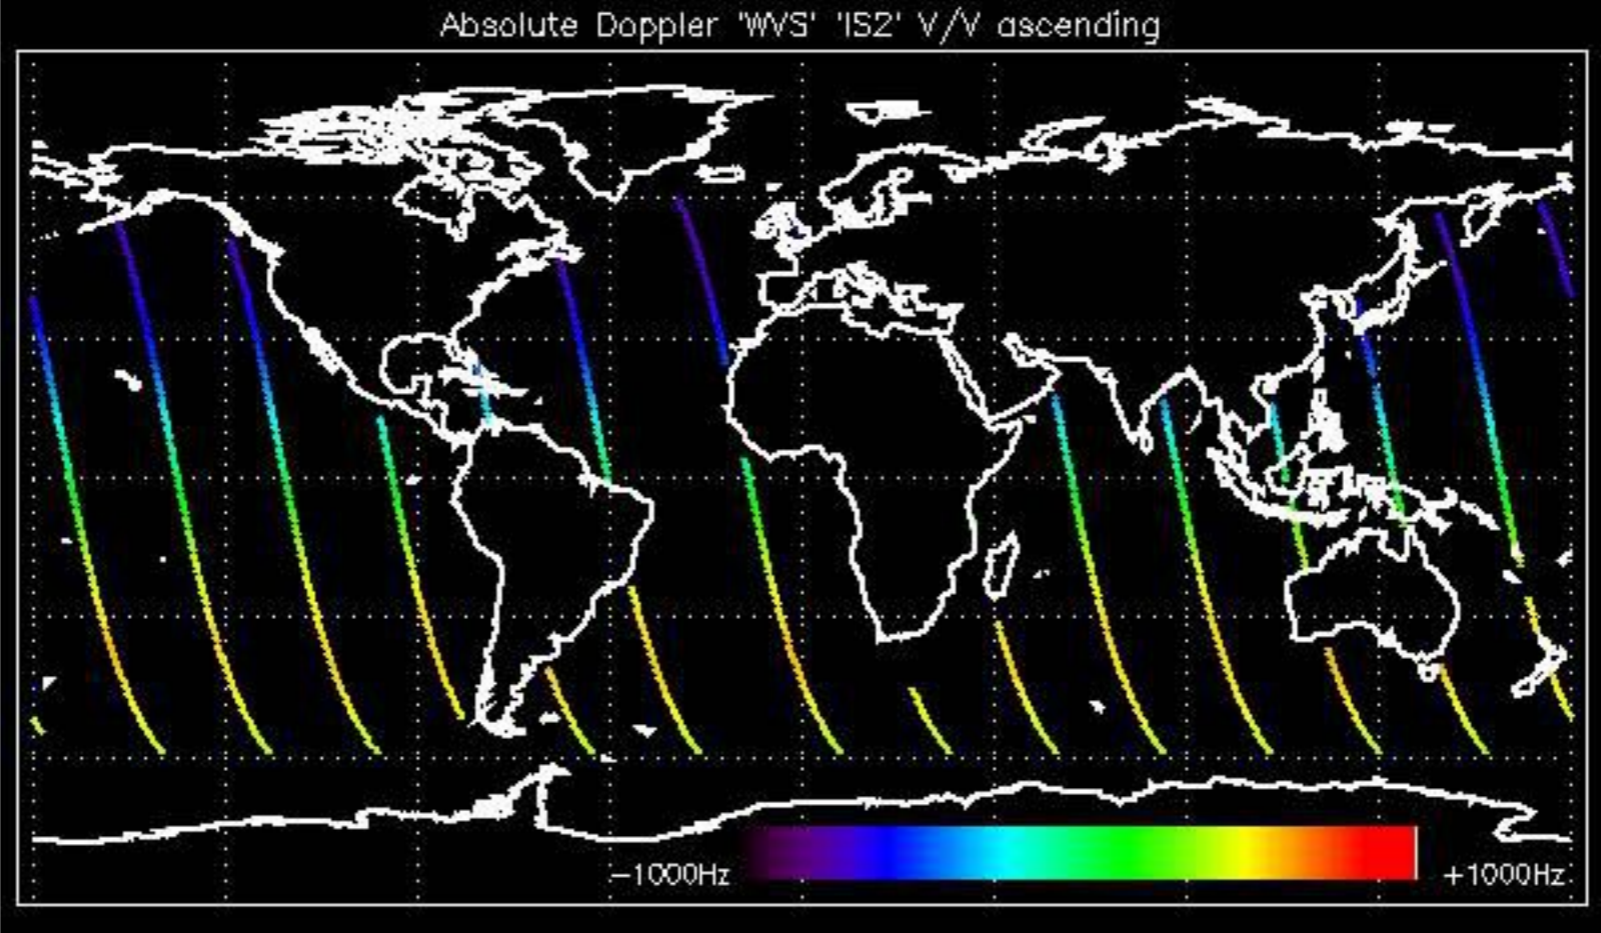 Absolute Doppler 'WVS' 'IS2' V/V ascending
-1000Hz +1000Hz